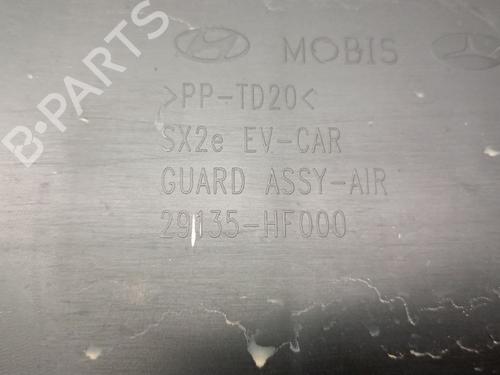 MOBIS
>PP-TD20<
SX2e EV-CAR
GUARD ASSY-AIR
29135-HF000
B-PARTS